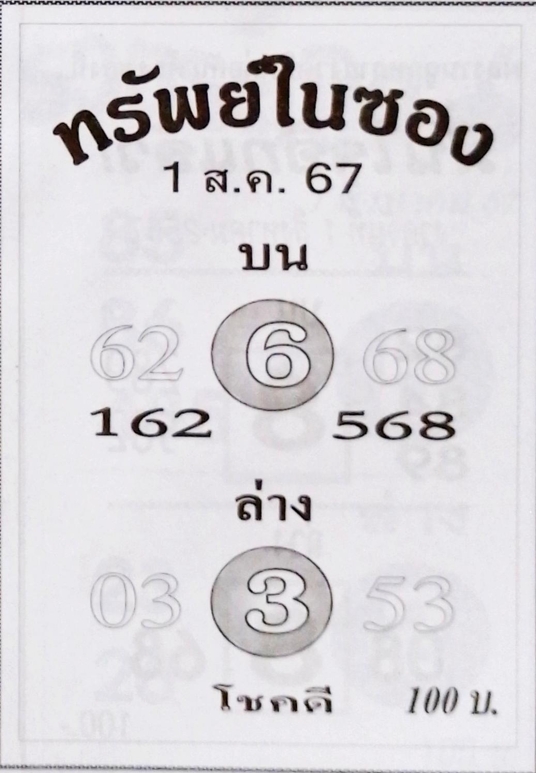 ทรัพย์ในซอง
1 ส.ค. 67
บน
62 6 68
162 568
ล่าง
03 3 53
โชคดี 100 บ.